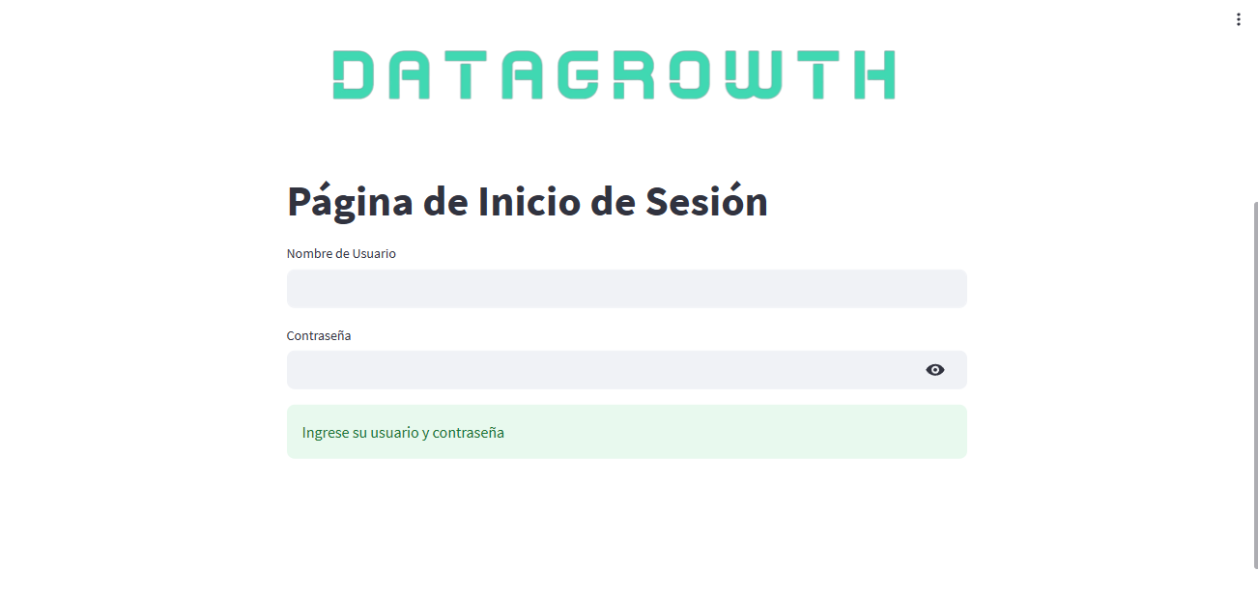 DATAGROWTH
Página de Inicio de Sesión
Nombre de Usuario
Contraseña
Ingrese su usuario y contraseña